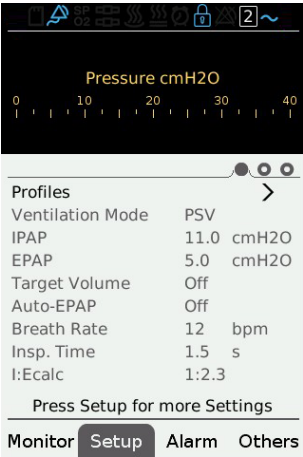 SP O2 2
Pressure cmH2O
0 10 20 30 40
Profiles
Ventilation Mode PSV
IPAP 11.0 cmH2O
EPAP 5.0 cmH2O
Target Volume Off
Auto-EPAP Off
Breath Rate 12 bpm
Insp. Time 1.5 s
I:Ecalc 1:2.3
Press Setup for more Settings
Monitor Setup Alarm Others